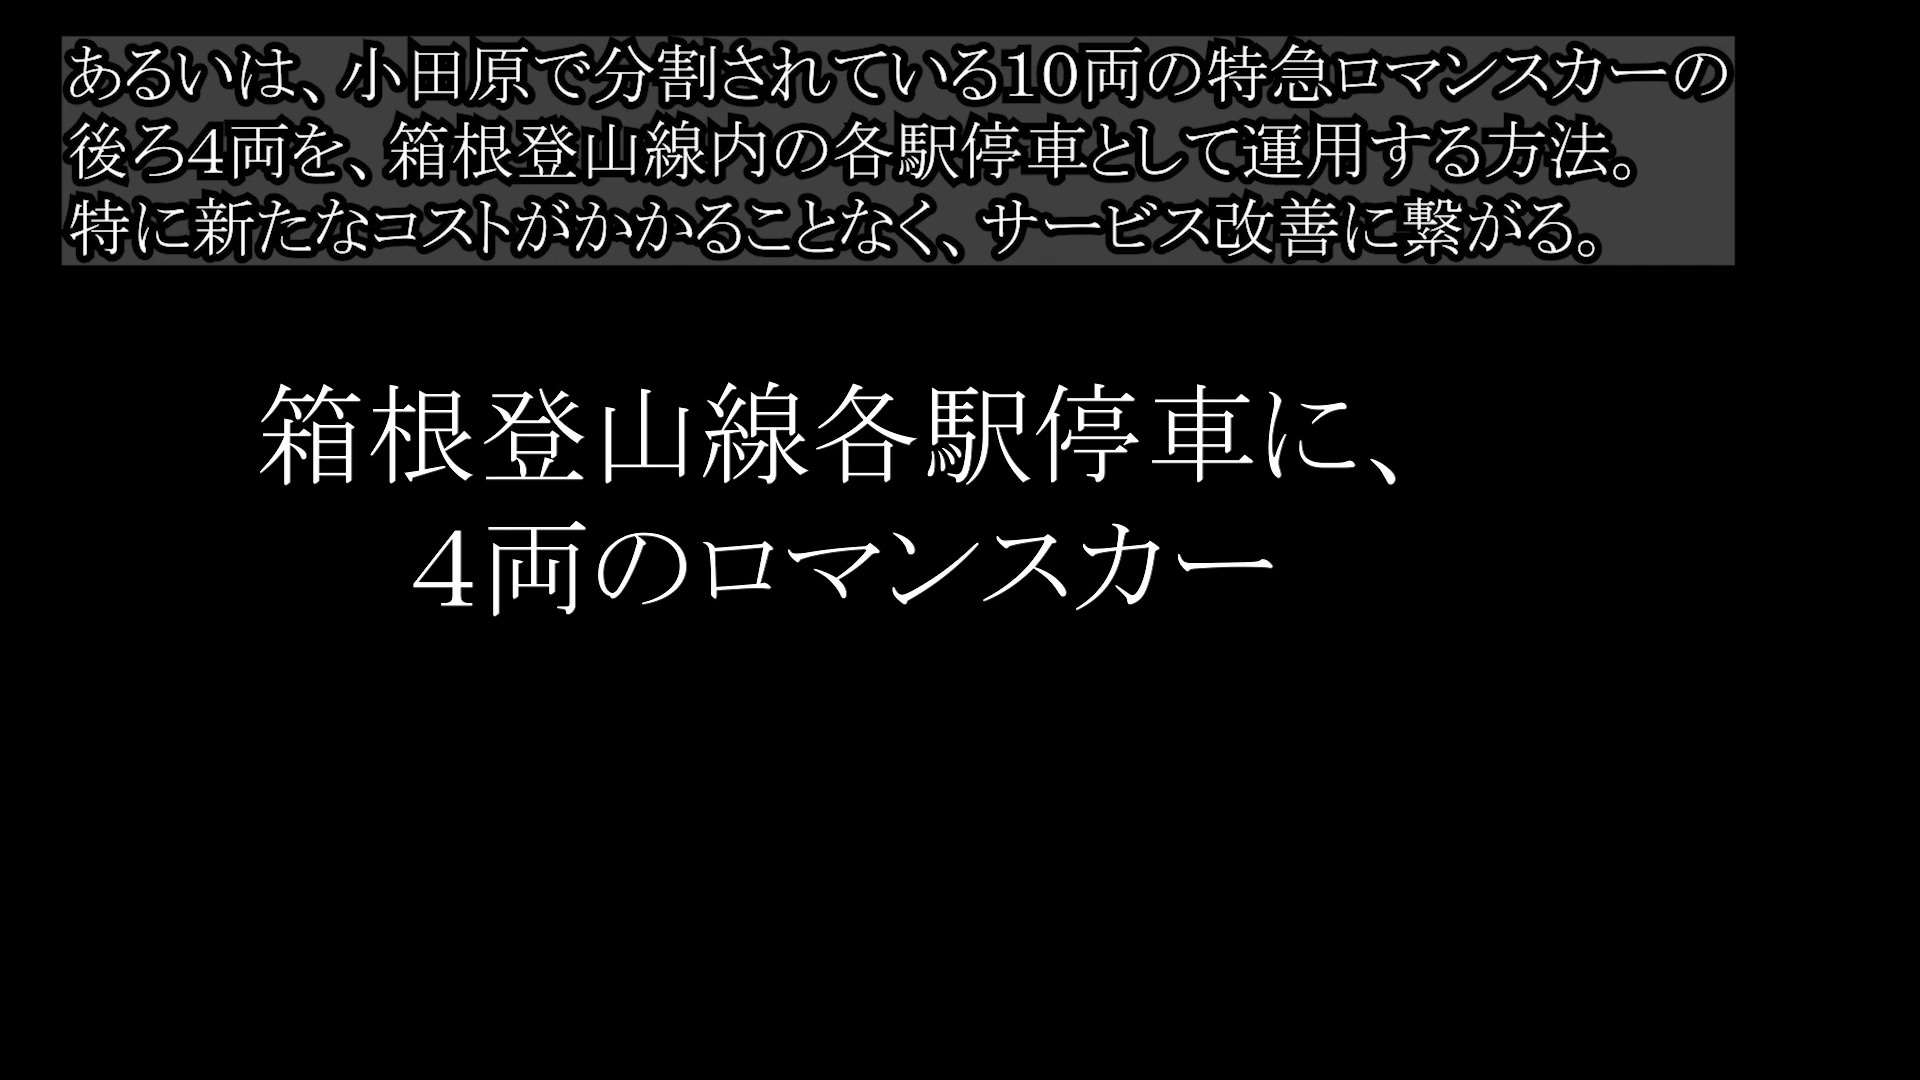 あるいは、小田原で分割されている10両の特急ロマンスカーの
後ろ4両を、箱根登山線内の各駅停車として運用する方法。
特に新たなコストがかかることなく、サービス改善に繋がる。
箱根登山線各駅停車に、
4両のロマンスカー